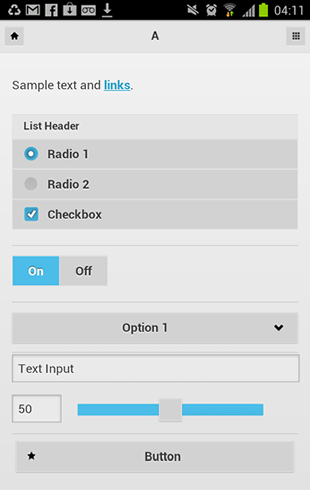 04:11
A
Sample text and links.
List Header
Radio 1
Radio 2
Checkbox
On Off
Option 1
Text Input
50
Button